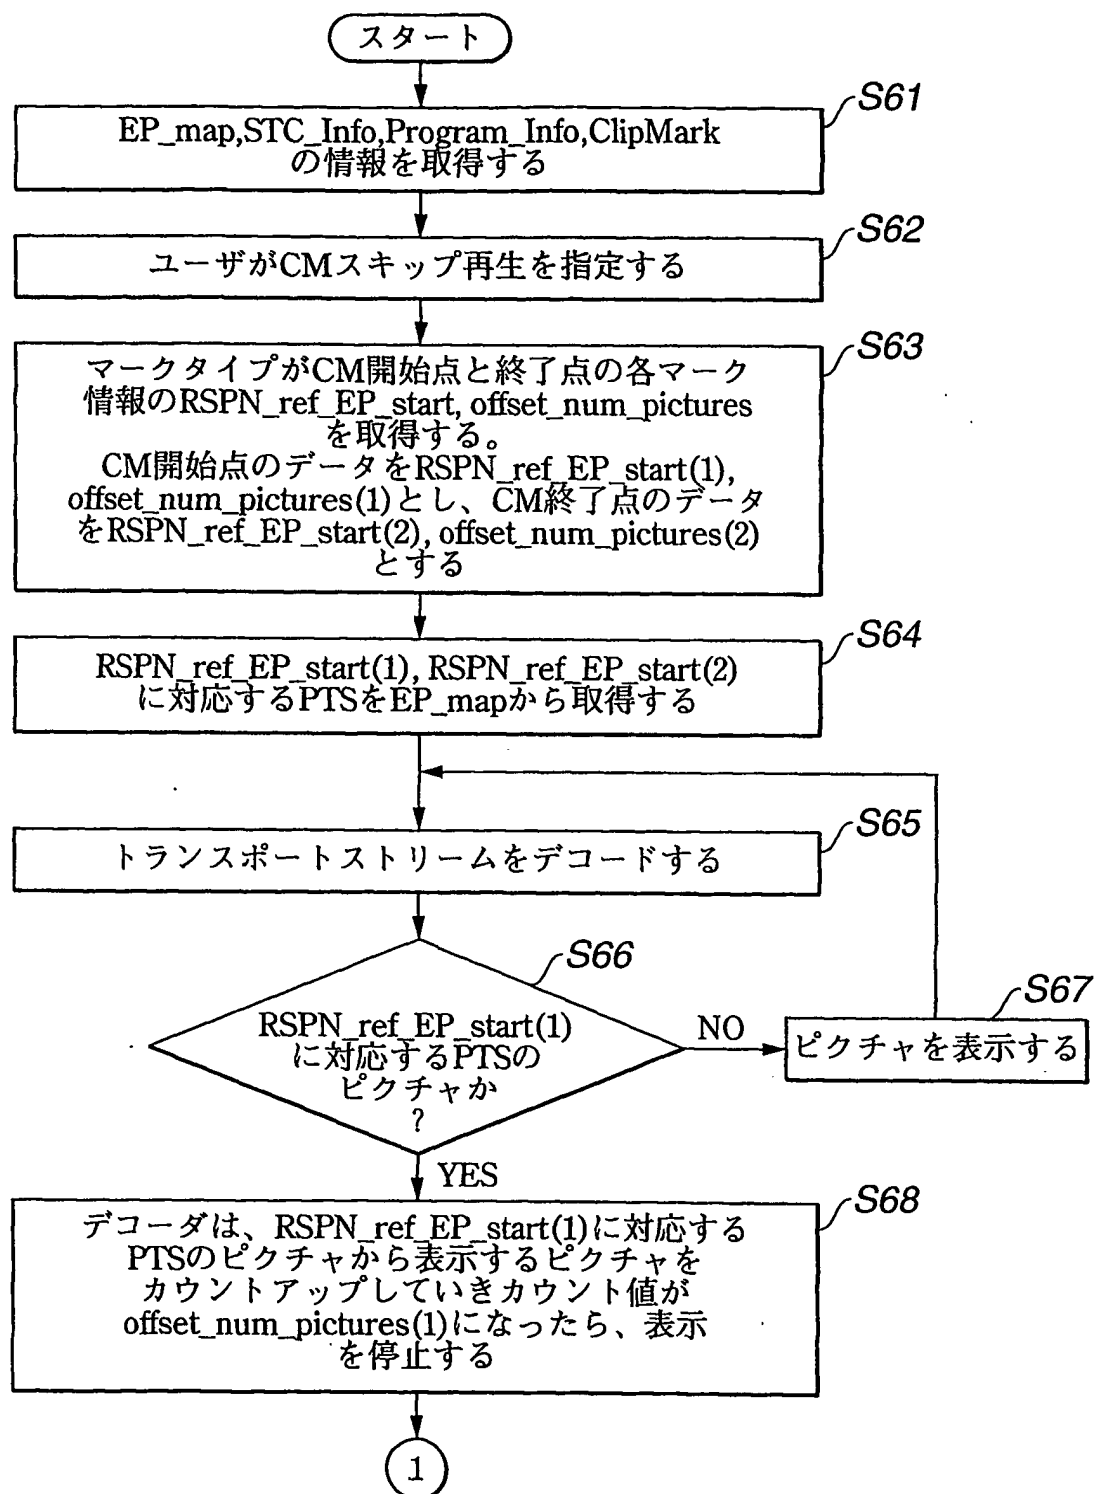 スタート
S61
EP_map,STC_Info,Program_Info,ClipMark
の情報を取得する
S62
ユーザがCMスキップ再生を指定する
S63
マークタイプがCM開始点と終了点の各マーク
情報のRSPN_ref_EP_start, offset_num_pictures
を取得する。
CM開始点のデータをRSPN_ref_EP_start(1),
offset_num_pictures(1)とし、CM終了点のデータ
をRSPN_ref_EP_start(2), offset_num_pictures(2)
とする
S64
RSPN_ref_EP_start(1), RSPN_ref_EP_start(2)
に対応するPTSをEP_mapから取得する
S65
トランスポートストリームをデコードする
S66
RSPN_ref_EP_start(1)
に対応するPTSの
ピクチャか
?
NO
S67
ピクチャを表示する
YES
S68
デコーダは、RSPN_ref_EP_start(1)に対応する
PTSのピクチャから表示するピクチャを
カウントアップしていきカウント値が
offset_num_pictures(1)になったら、表示
を停止する
1